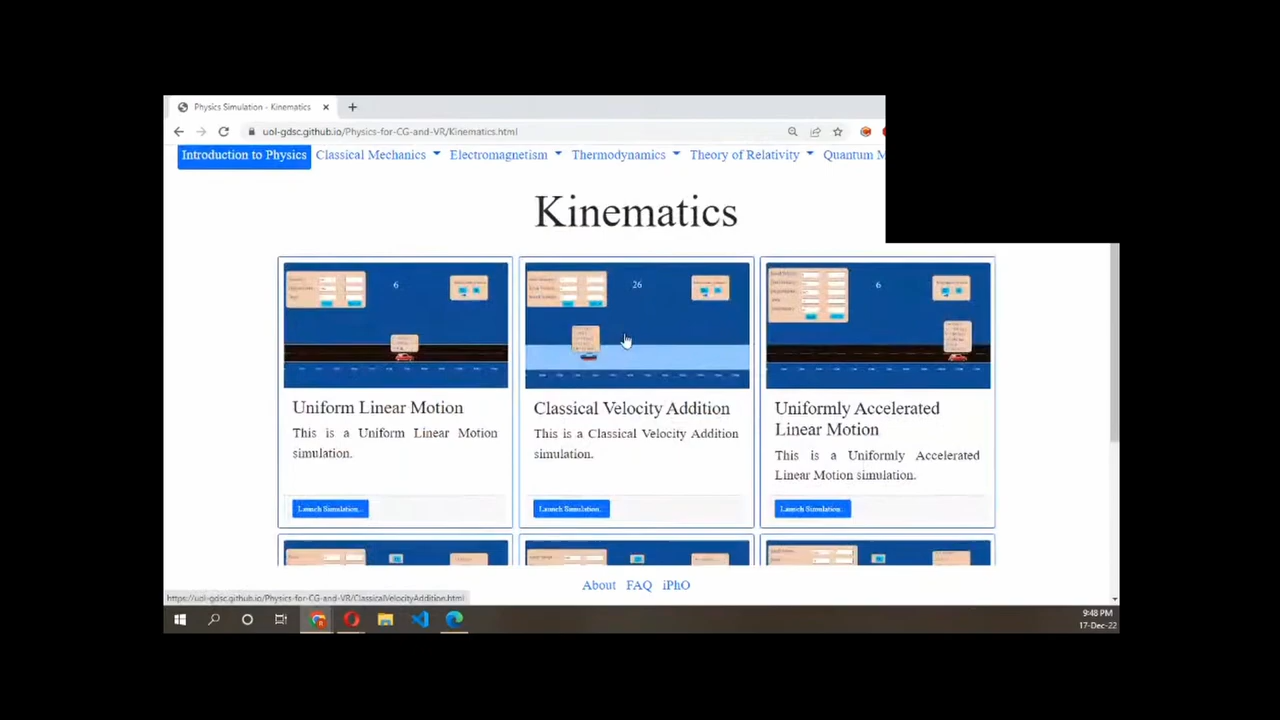 Physics Simulation - Kinematics
uol-gdsc.github.io/Physics-for-CG-and-VR/Kinematics.html
Introduction to Physics Classical Mechanics Electromagnetism Thermodynamics Theory of Relativity Quantum M
Kinematics
6
26
6
Uniform Linear Motion
This is a Uniform Linear Motion
simulation.
Launch Simulation...
Classical Velocity Addition
This is a Classical Velocity Addition
simulation.
Launch Simulation...
Uniformly Accelerated
Linear Motion
This is a Uniformly Accelerated
Linear Motion simulation.
Launch Simulation...
About FAQ iPhO
https://uol-gdsc.github.io/Physics-for-CG-and-VR/ClassicalVelocityAddition.html
9:48 PM
17-Dec-22